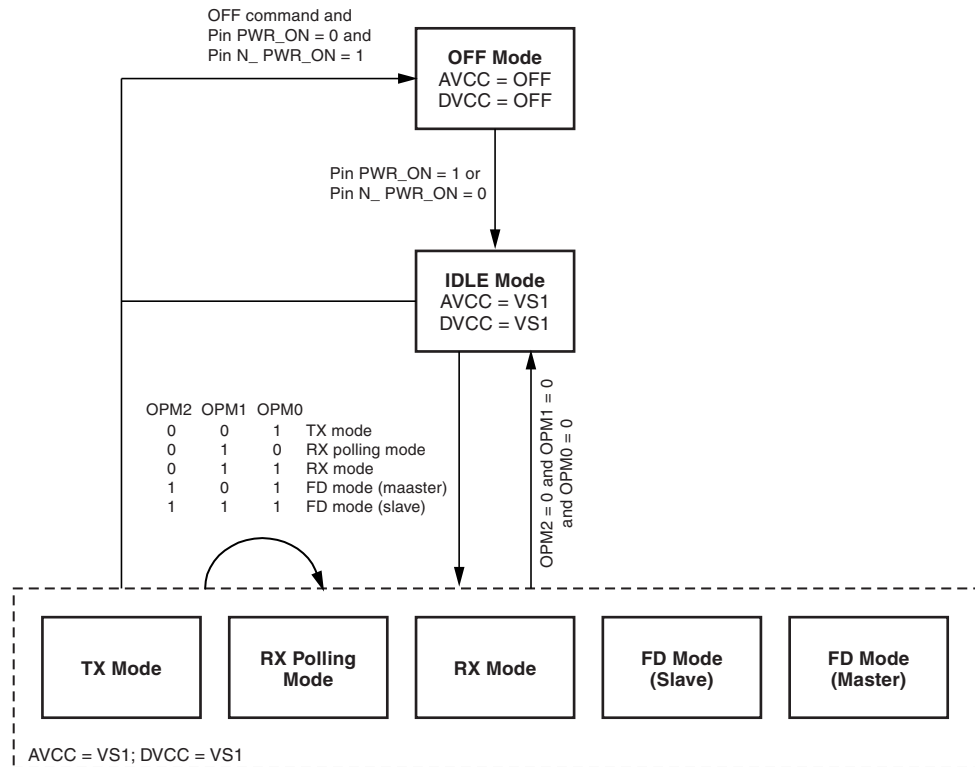 OFF command and
Pin PWR_ON = 0 and
Pin N_ PWR_ON = 1
OFF Mode
AVCC = OFF
DVCC = OFF
Pin PWR_ON = 1 or
Pin N_ PWR_ON = 0
IDLE Mode
AVCC = VS1
DVCC = VS1
OPM2 OPM1 OPM0
0 0 1 TX mode
0 1 0 RX polling mode
0 1 1 RX mode
1 0 1 FD mode (maaster)
1 1 1 FD mode (slave)
OPM2 = 0 and OPM1 = 0
and OPM0 = 0
TX Mode
RX Polling
Mode
RX Mode
FD Mode
(Slave)
FD Mode
(Master)
AVCC = VS1; DVCC = VS1